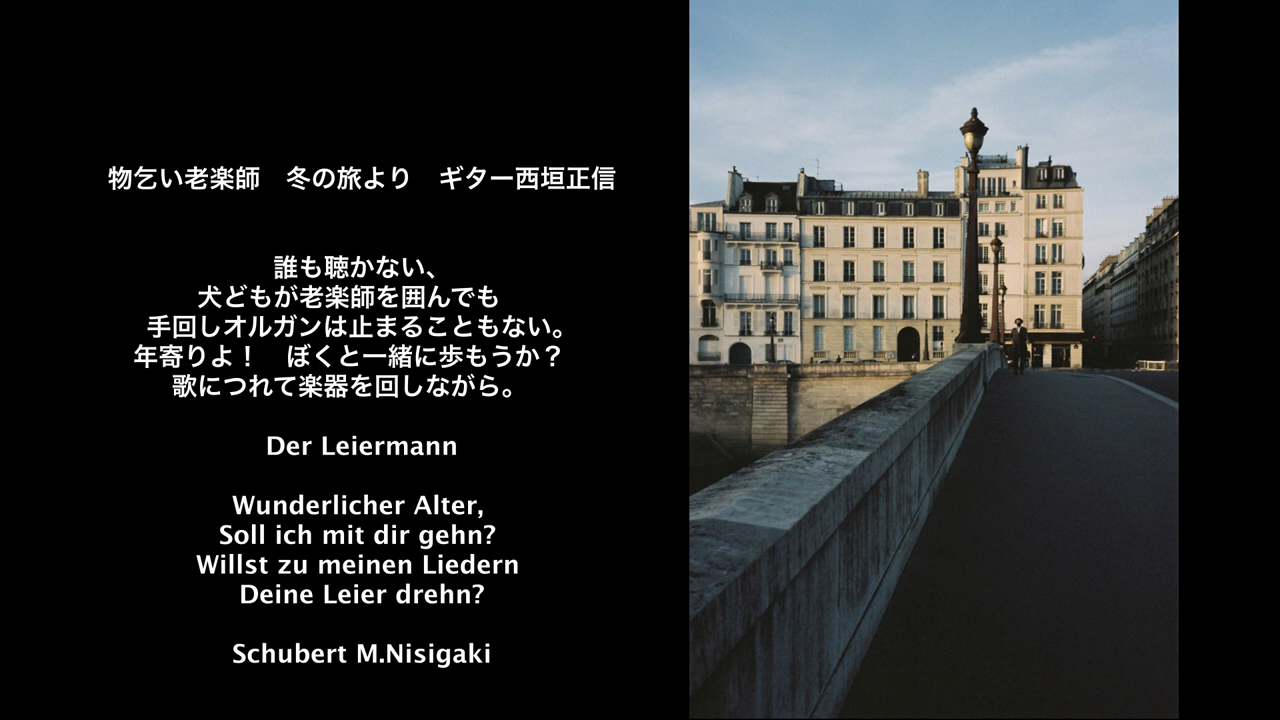 物乞い老楽師　冬の旅より　ギター西垣正信
誰も聴かない、
犬どもが老楽師を囲んでも
手回しオルガンは止まることもない。
年寄りよ！　ぼくと一緒に歩もうか？
歌につれて楽器を回しながら。
Der Leiermann
Wunderlicher Alter,
Soll ich mit dir gehn?
Willst zu meinen Liedern
Deine Leier drehn?
Schubert M.Nisigaki